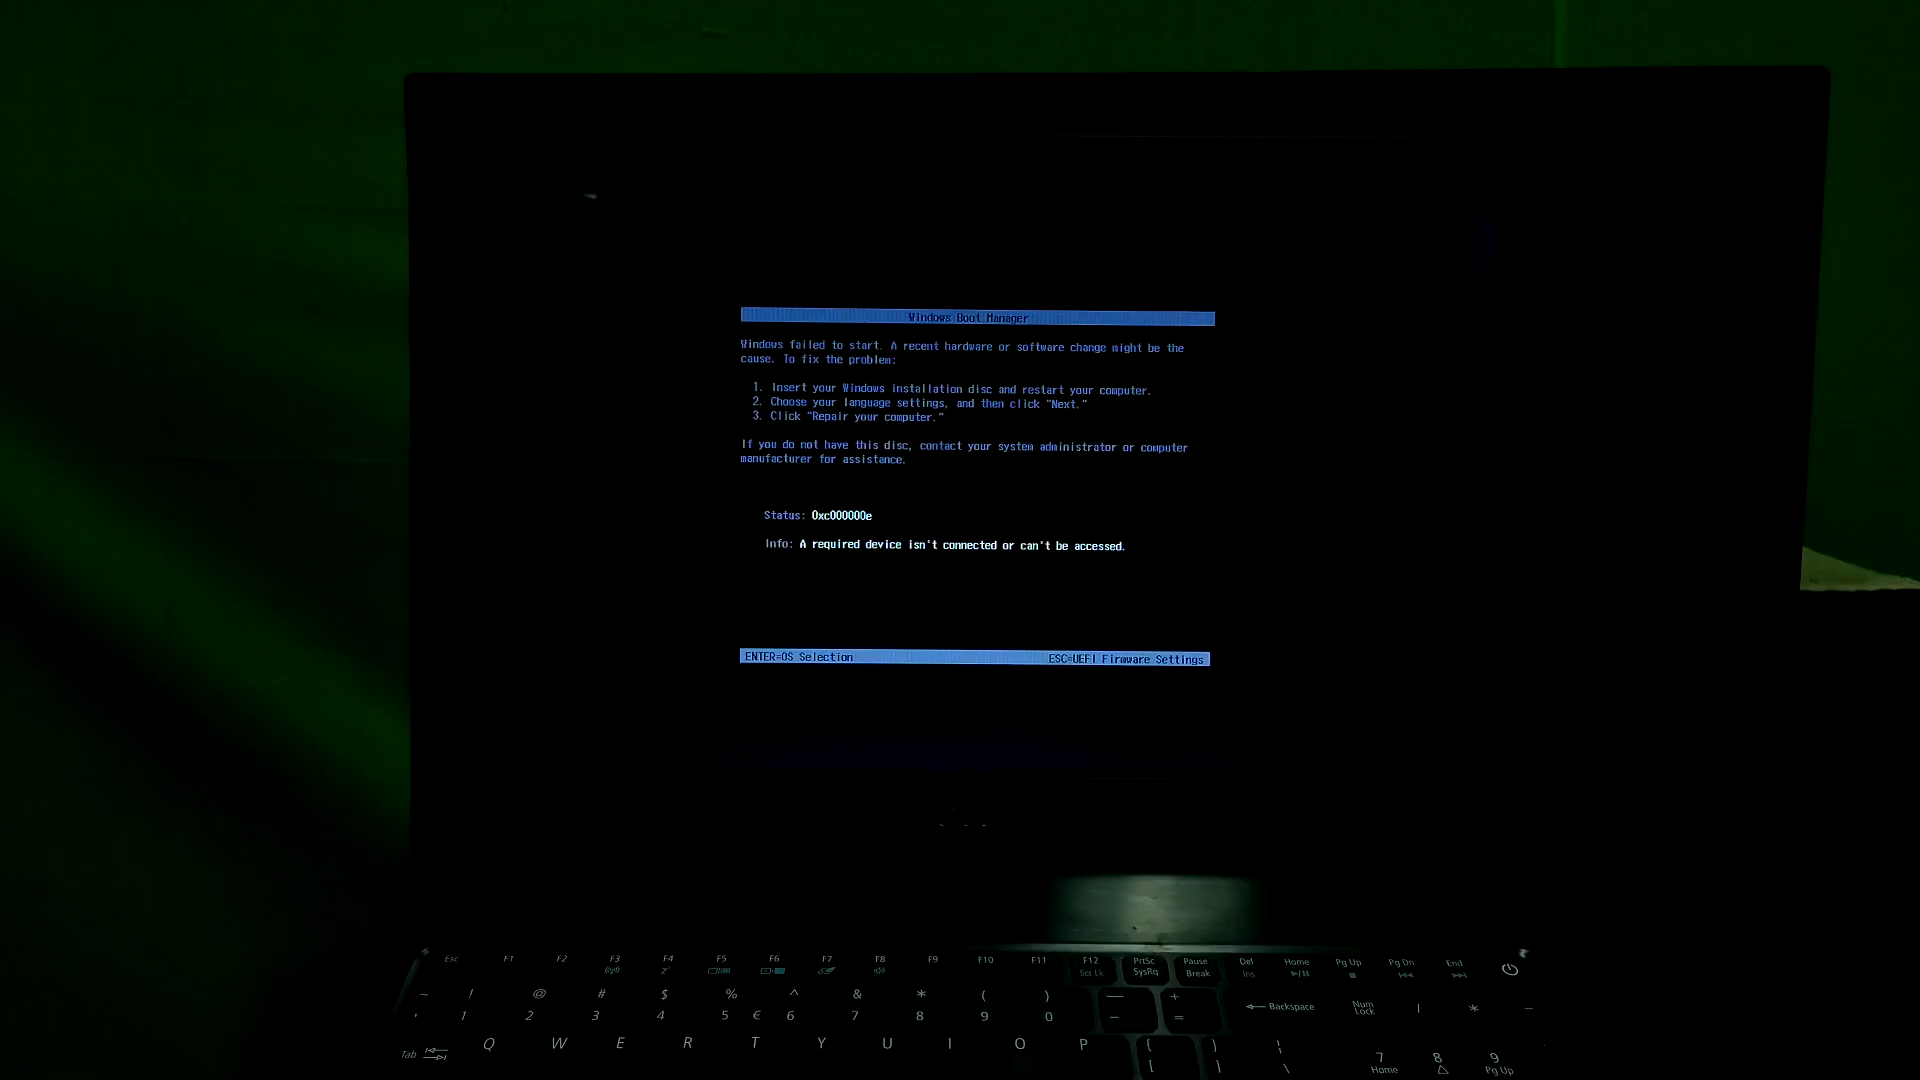 Windows Boot Manager
Windows failed to start. A recent hardware or software change might be the
cause. To fix the problem:
1. Insert your Windows installation disc and restart your computer.
2. Choose your language settings, and then click "Next."
3. Click "Repair your computer."
If you do not have this disc, contact your system administrator or computer
manufacturer for assistance.
Status: 0xc000000e
Info: A required device isn't connected or can't be accessed.
ENTER=OS Selection ESC=UEFI Firmware Settings
Esc F1 F2 F3 F4 F5 F6 F7 F8 F9 F10 F11 F12 PrtSc Pause Del Home Pg Up Pg Dn End
Scr Lk SysRq Break Ins
~ ! @ # $ % ^ & * ( ) — +
1 2 3 4 5 € 6 7 8 9 0 - = Backspace Num Lock / * -
Tab Q W E R T Y U I O P { [ } ] | \ 7 8 9
Home Pg Up